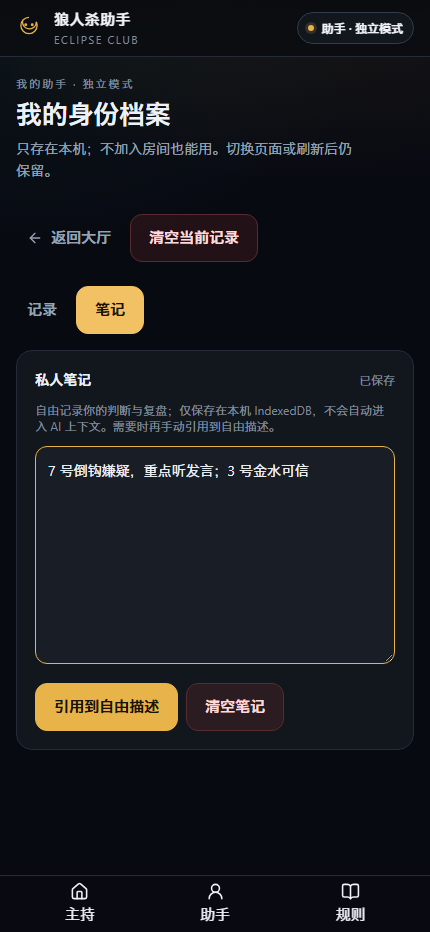 狼人杀助手
ECLIPSE CLUB
助手 · 独立模式
我的助手 · 独立模式
我的身份档案
只存在本机；不加入房间也能用。切换页面或刷新后仍
保留。
返回大厅
清空当前记录
记录
笔记
私人笔记
已保存
自由记录你的判断与复盘；仅保存在本机 IndexedDB，不会自动进
入 AI 上下文。需要时再手动引用到自由描述。
7 号倒钩嫌疑，重点听发言；3 号金水可信
引用到自由描述
清空笔记
主持
助手
规则